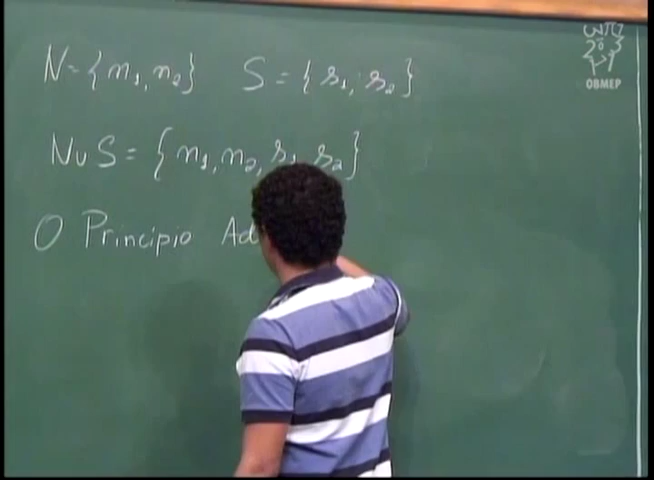 N = {n₁, n₂} S = {s₁, s₂}
N ∪ S = {n₁, n₂, s₁, s₂}
O Princípio Ad
OBMEP